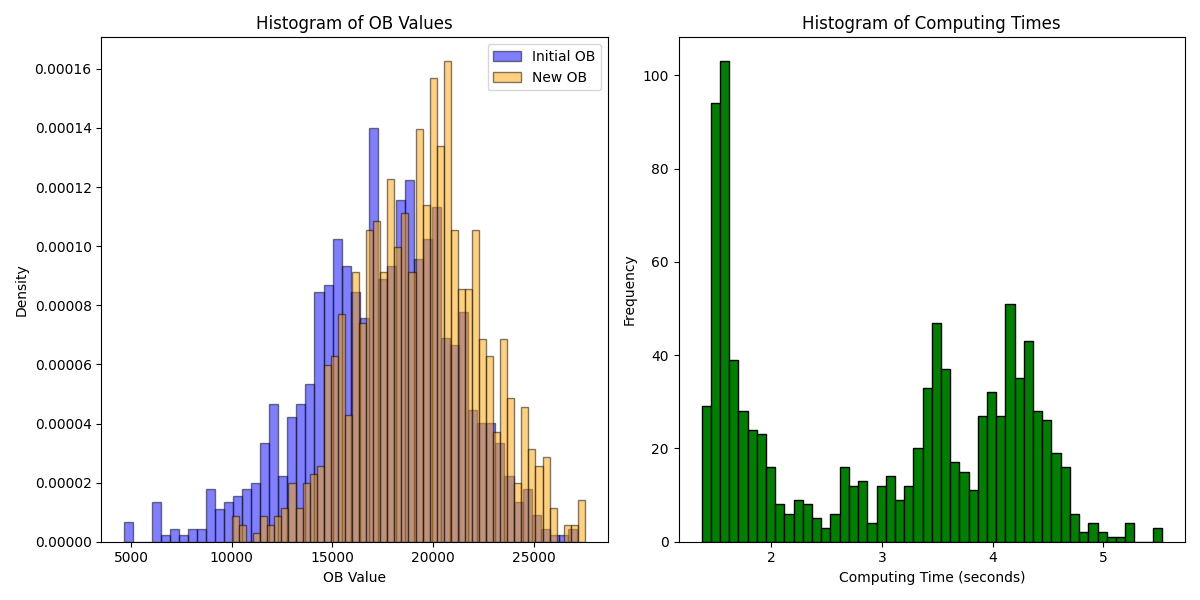 Histogram of OB Values
Initial OB
New OB
0.00016
0.00014
0.00012
0.00010
0.00008
0.00006
0.00004
0.00002
0.00000
Density
5000 10000 15000 20000 25000
OB Value
Histogram of Computing Times
100
80
60
40
20
0
Frequency
2 3 4 5
Computing Time (seconds)